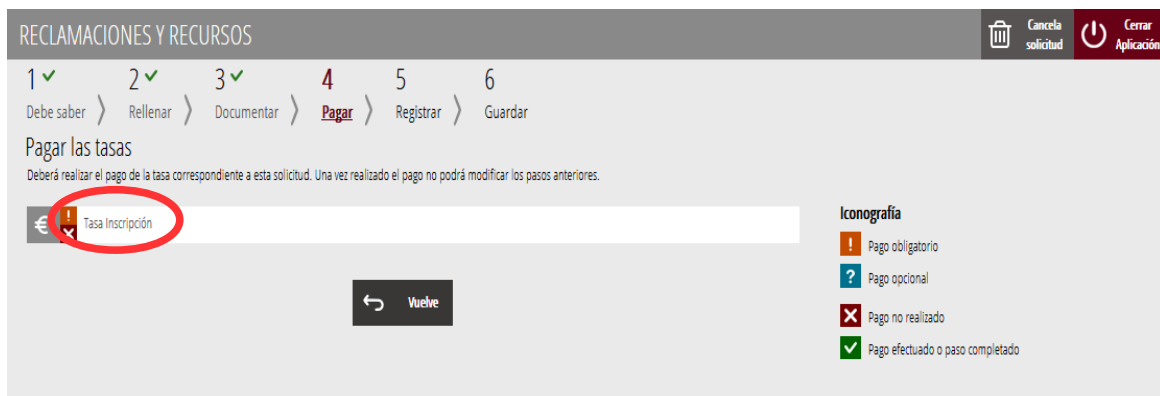 RECLAMACIONES Y RECURSOS
Cancela
solicitud
Cerrar
Aplicación
1 2 3 4 5 6
Debe saber Rellenar Documentar Pagar Registrar Guardar
Pagar las tasas
Deberá realizar el pago de la tasa correspondiente a esta solicitud. Una vez realizado el pago no podrá modificar los pasos anteriores.
€ ! Tasa Inscripción
Vuelve
Iconografía
! Pago obligatorio
? Pago opcional
Pago no realizado
Pago efectuado o paso completado